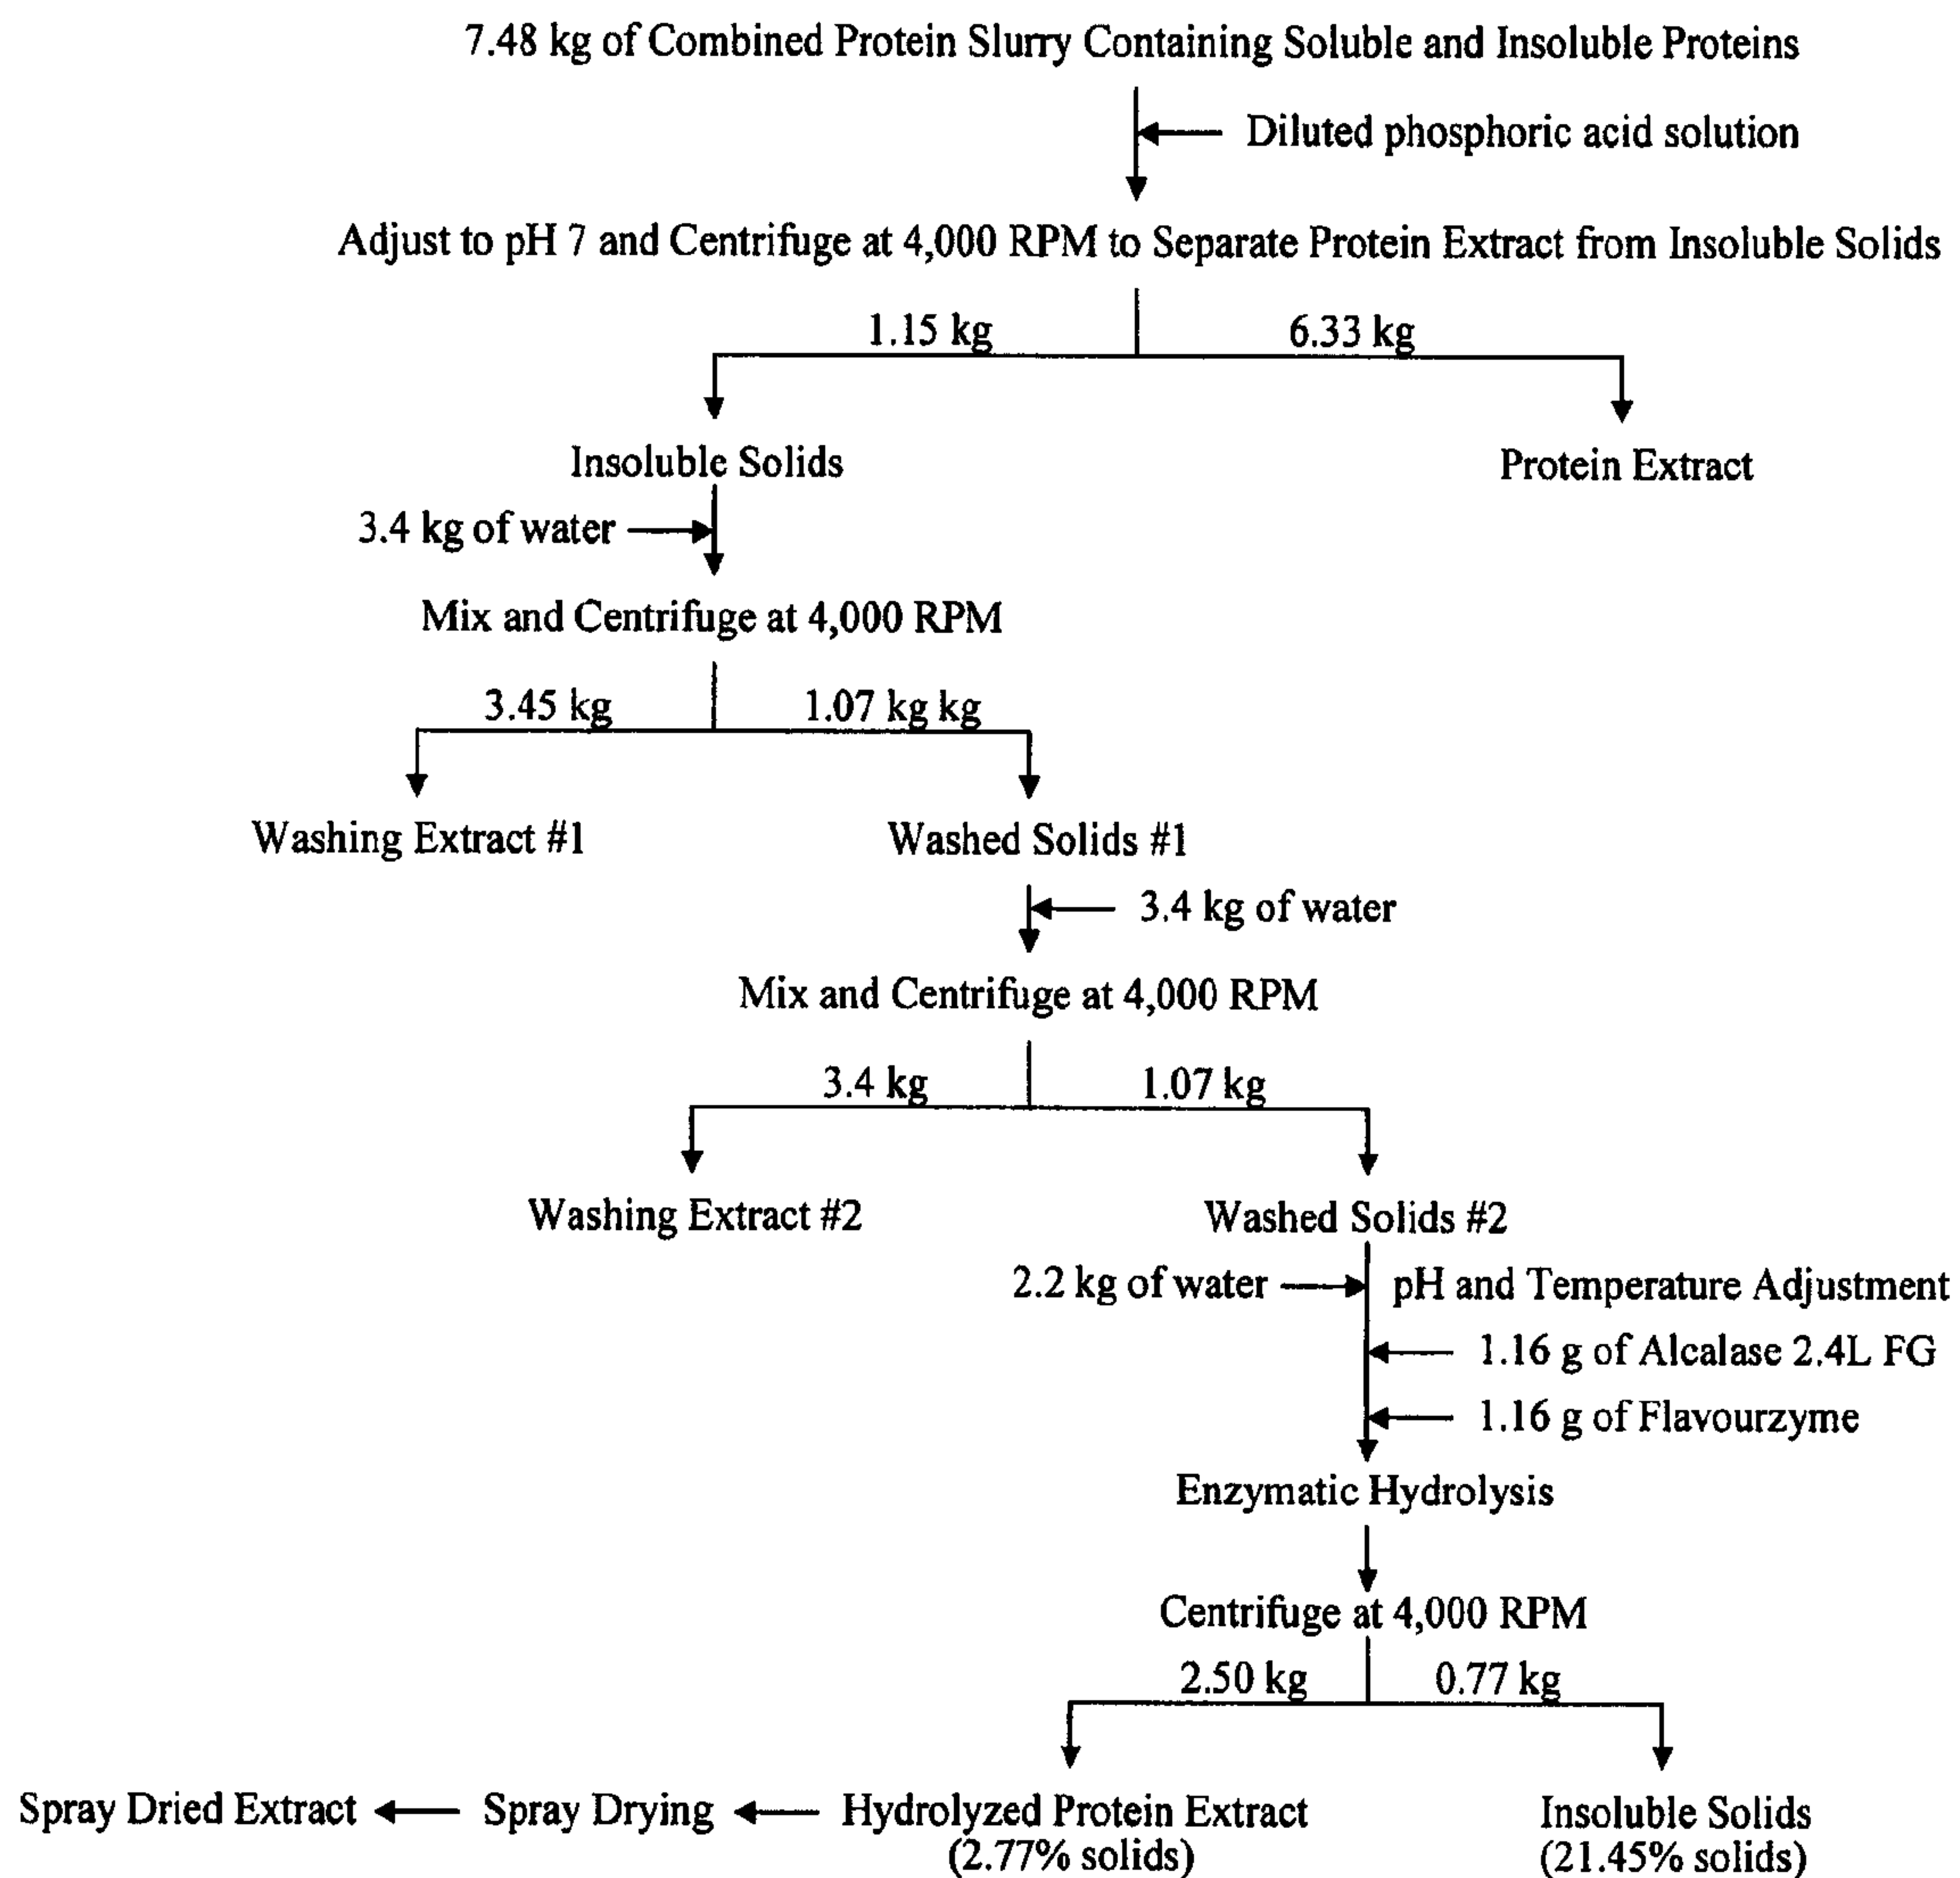 7.48 kg of Combined Protein Slurry Containing Soluble and Insoluble Proteins
Diluted phosphoric acid solution
Adjust to pH 7 and Centrifuge at 4,000 RPM to Separate Protein Extract from Insoluble Solids
1.15 kg
6.33 kg
Insoluble Solids
Protein Extract
3.4 kg of water
Mix and Centrifuge at 4,000 RPM
3.45 kg
1.07 kg kg
Washing Extract #1
Washed Solids #1
3.4 kg of water
Mix and Centrifuge at 4,000 RPM
3.4 kg
1.07 kg
Washing Extract #2
Washed Solids #2
2.2 kg of water
pH and Temperature Adjustment
1.16 g of Alcalase 2.4L FG
1.16 g of Flavourzyme
Enzymatic Hydrolysis
Centrifuge at 4,000 RPM
2.50 kg
0.77 kg
Spray Dried Extract
Spray Drying
Hydrolyzed Protein Extract
(2.77% solids)
Insoluble Solids
(21.45% solids)